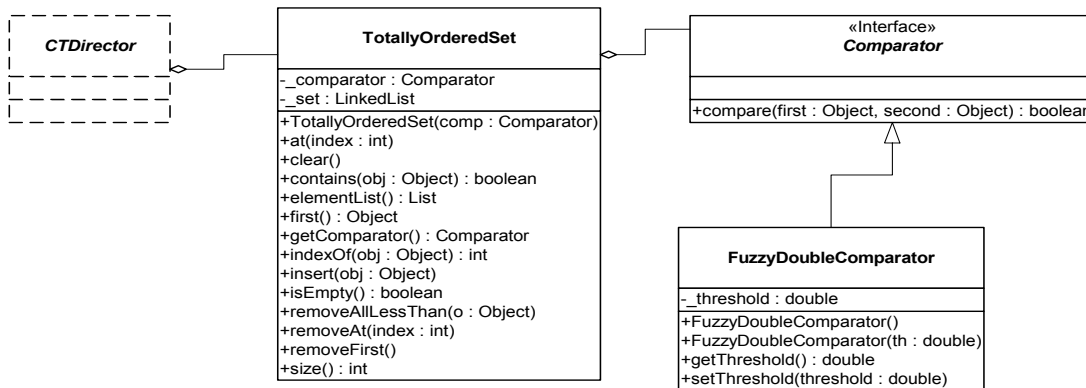 CTDirector
TotallyOrderedSet
-_comparator : Comparator
-_set : LinkedList
+TotallyOrderedSet(comp : Comparator)
+at(index : int)
+clear()
+contains(obj : Object) : boolean
+elementList() : List
+first() : Object
+getComparator() : Comparator
+indexOf(obj : Object) : int
+insert(obj : Object)
+isEmpty() : boolean
+removeAllLessThan(o : Object)
+removeAt(index : int)
+removeFirst()
+size() : int
«Interface»
Comparator
+compare(first : Object, second : Object) : boolean
FuzzyDoubleComparator
-_threshold : double
+FuzzyDoubleComparator()
+FuzzyDoubleComparator(th : double)
+getThreshold() : double
+setThreshold(threshold : double)